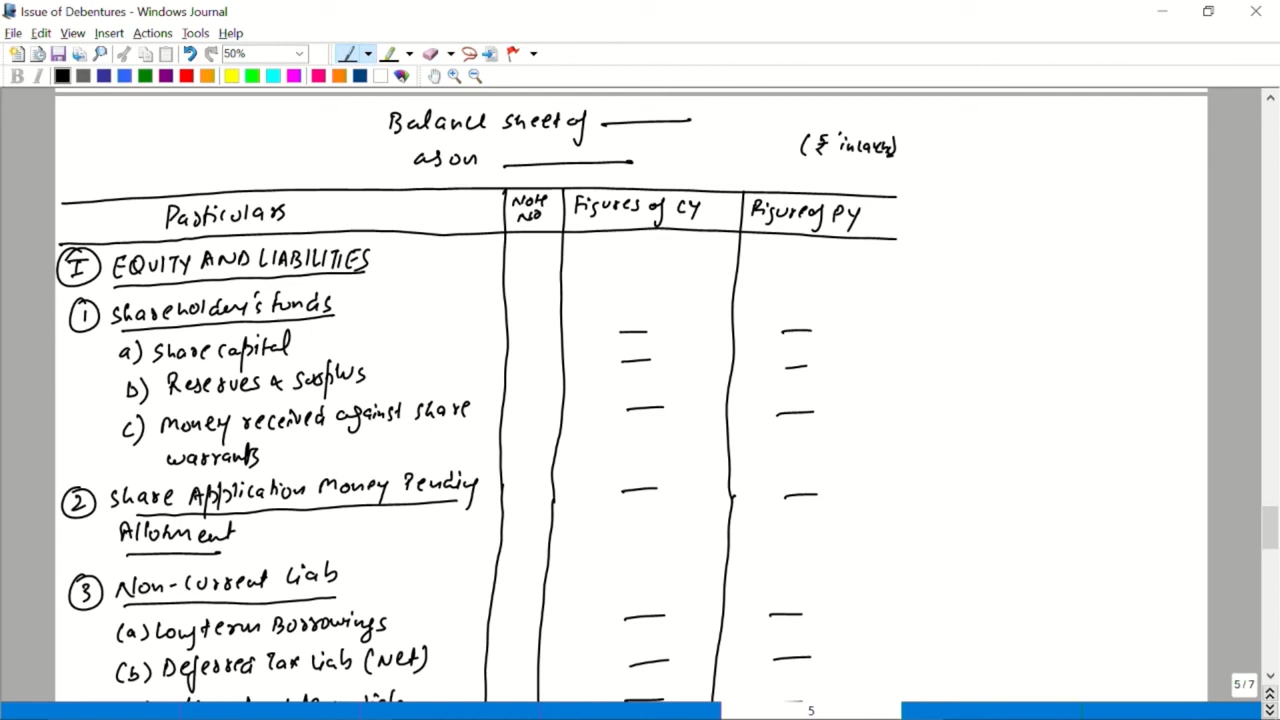 Issue of Debentures - Windows Journal
File Edit View Insert Actions Tools Help
50%
B I
Balance sheet of
as on
(₹ in lakhs)
Particulars Note No Figures of CY Figure of PY
I EQUITY AND LIABILITIES
1 Shareholder's funds
a) Share capital
b) Reserves & Surplus
c) Money received against share
warrants
2 Share Application Money Pending
Allotment
3 Non-Current Liab
(a) Long term Borrowings
(b) Deferred Tax Liab (Net)
5/7
5